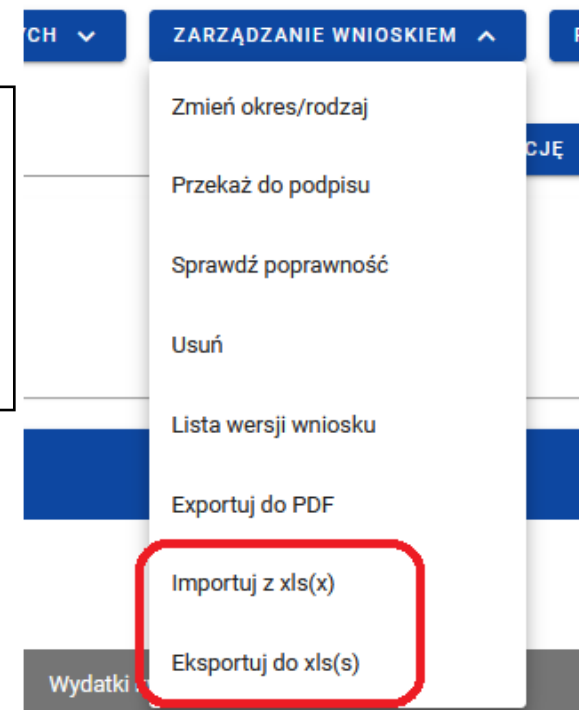 YCH
ZARZĄDZANIE WNIOSKIEM
Zmień okres/rodzaj
CJĘ
Przekaż do podpisu
Sprawdź poprawność
Usuń
Lista wersji wniosku
Exportuj do PDF
Importuj z xls(x)
Eksportuj do xls(s)
Wydatki